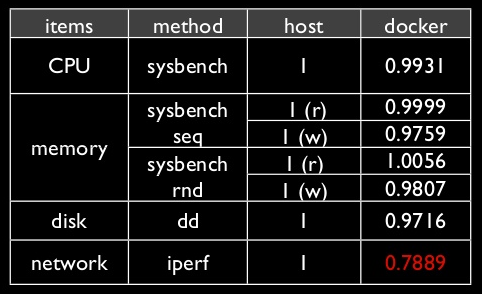 items method host docker
CPU sysbench 1 0.9931
memory sysbench seq 1 (r) 0.9999
1 (w) 0.9759
sysbench rnd 1 (r) 1.0056
1 (w) 0.9807
disk dd 1 0.9716
network iperf 1 0.7889